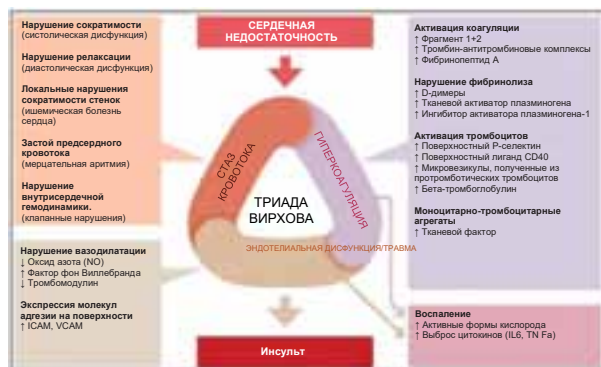 Нарушение сократимости
(систолическая дисфункция)
Нарушение релаксации
(диастолическая дисфункция)
Локальные нарушения
сократимости стенок
(ишемическая болезнь
сердца)
Застой предсердного
кровотока
(мерцательная аритмия)
Нарушение
внутрисердечной
гемодинамики.
(клапанные нарушения)
СЕРДЕЧНАЯ
НЕДОСТАТОЧНОСТЬ
Активация коагуляции
↑ Фрагмент 1+2
↑ Тромбин-антитромбиновые комплексы
↑ Фибринопептид А
Нарушение фибринолиза
↑ D-димеры
↑ Тканевой активатор плазминогена
↑ Ингибитор активатора плазминогена-1
Активация тромбоцитов
↑ Поверхностный Р-селектин
↑ Поверхностный лиганд CD40
↑ Микровезикулы, полученные из
протромботических тромбоцитов
↑ Бета-тромбоглобулин
Моноцитарно-тромбоцитарные
агрегаты
↑ Тканевой фактор
СТАЗ
КРОВОТОКА
ГИПЕРКОАГУЛЯЦИЯ
ТРИАДА
ВИРХОВА
ЭНДОТЕЛИАЛЬНАЯ ДИСФУНКЦИЯ/ТРАВМА
Нарушение вазодилатации
↓ Оксид азота (NO)
↑ Фактор фон Виллебранда
↓ Тромбомодулин
Экспрессия молекул
адгезии на поверхности
↑ ICAM, VCAM
Инсульт
Воспаление
↑ Активные формы кислорода
↑ Выброс цитокинов (IL6, TN Fa)